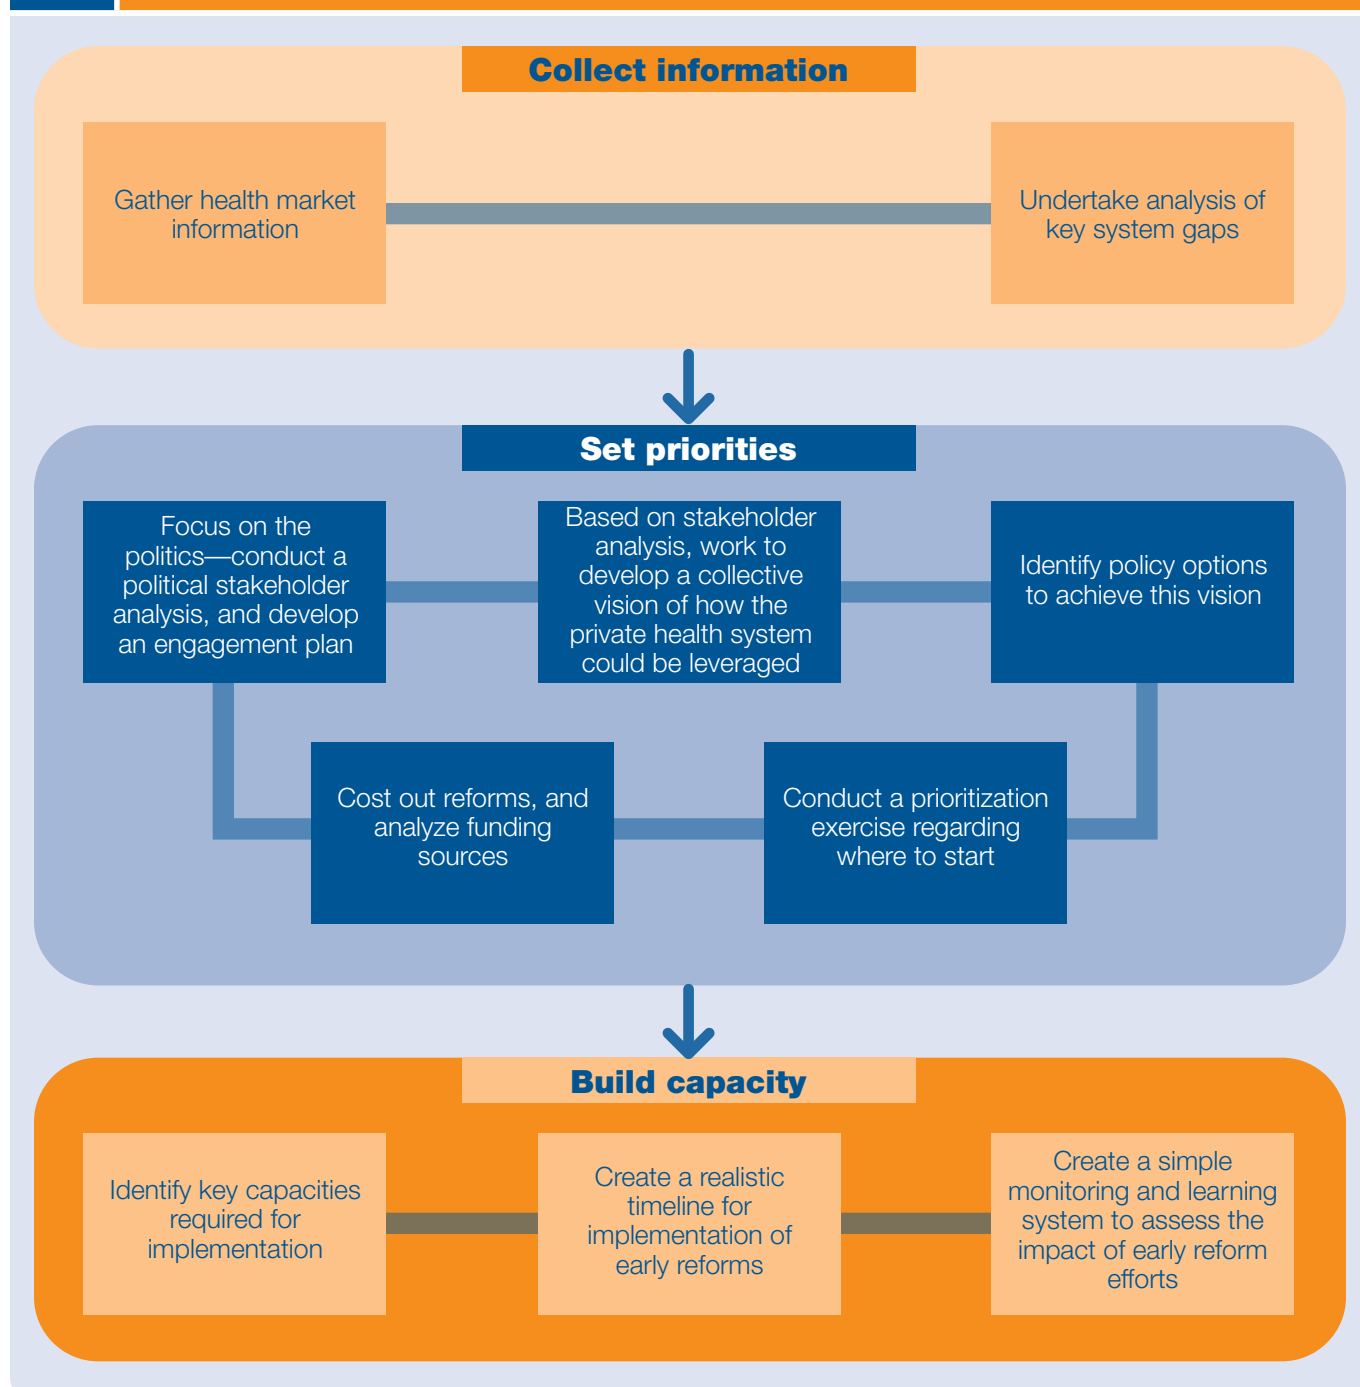 Collect information
Gather health market
information
Undertake analysis of
key system gaps
Set priorities
Focus on the
politics—conduct a
political stakeholder
analysis, and develop
an engagement plan
Based on stakeholder
analysis, work to
develop a collective
vision of how the
private health system
could be leveraged
Identify policy options
to achieve this vision
Cost out reforms, and
analyze funding
sources
Conduct a prioritization
exercise regarding
where to start
Build capacity
Identify key capacities
required for
implementation
Create a realistic
timeline for
implementation of
early reforms
Create a simple
monitoring and learning
system to assess the
impact of early reform
efforts